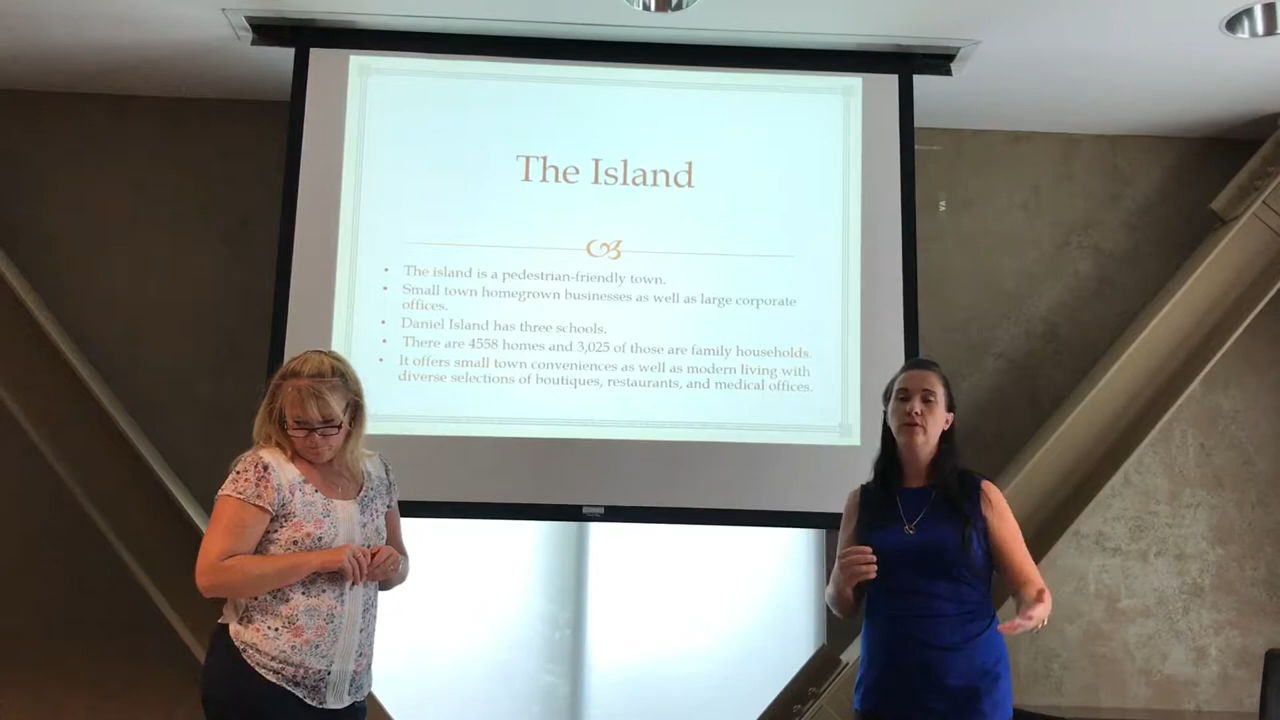 The Island
• The island is a pedestrian-friendly town.
• Small town homegrown businesses as well as large corporate
offices.
• Daniel Island has three schools.
• There are 4558 homes and 3,025 of those are family households.
• It offers small town conveniences as well as modern living with
diverse selections of boutiques, restaurants, and medical offices.